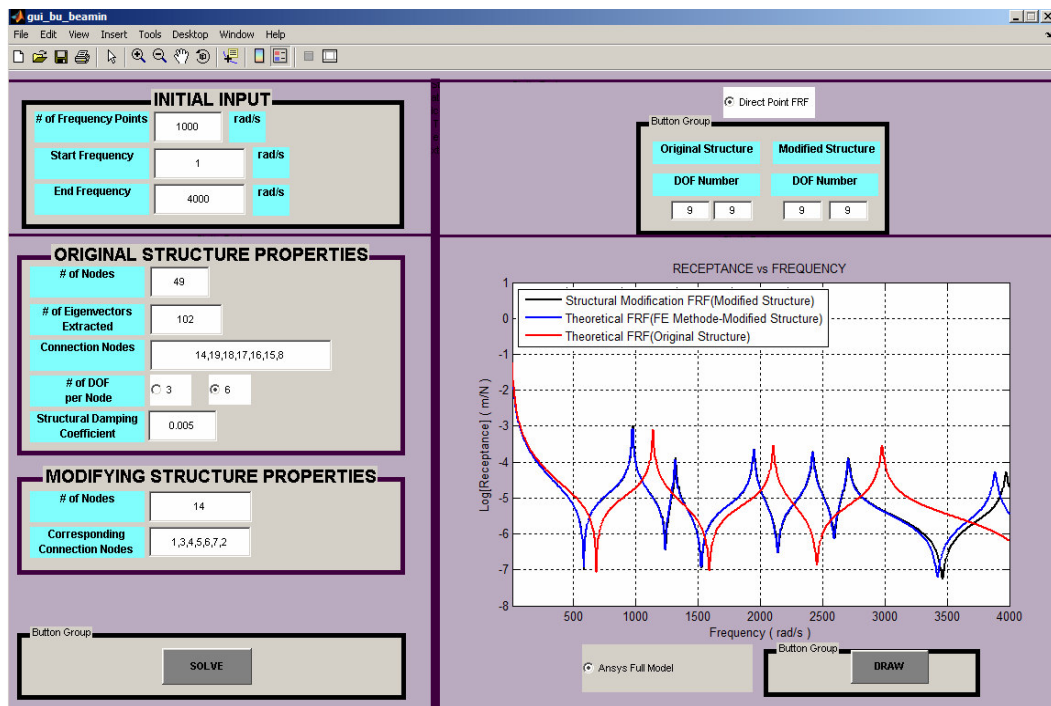 gui_bu_beamin
File Edit View Insert Tools Desktop Window Help
INITIAL INPUT
# of Frequency Points 1000 rad/s
Start Frequency 1 rad/s
End Frequency 4000 rad/s
ORIGINAL STRUCTURE PROPERTIES
# of Nodes 49
# of Eigenvectors
Extracted 102
Connection Nodes 14,19,18,17,16,15,8
# of DOF
per Node 3 6
Structural Damping
Coefficient 0.005
MODIFYING STRUCTURE PROPERTIES
# of Nodes 14
Corresponding
Connection Nodes 1,3,4,5,6,7,2
Button Group
SOLVE
Direct Point FRF
Button Group
Original Structure Modified Structure
DOF Number DOF Number
9 9 9 9
RECEPTANCE vs FREQUENCY
Structural Modification FRF(Modified Structure)
Theoretical FRF(FE Methode-Modified Structure)
Theoretical FRF(Original Structure)
Log[Receptance] ( m/N )
1
0
-1
-2
-3
-4
-5
-6
-7
-8
500 1000 1500 2000 2500 3000 3500 4000
Frequency ( rad/s )
Ansys Full Model
Button Group
DRAW